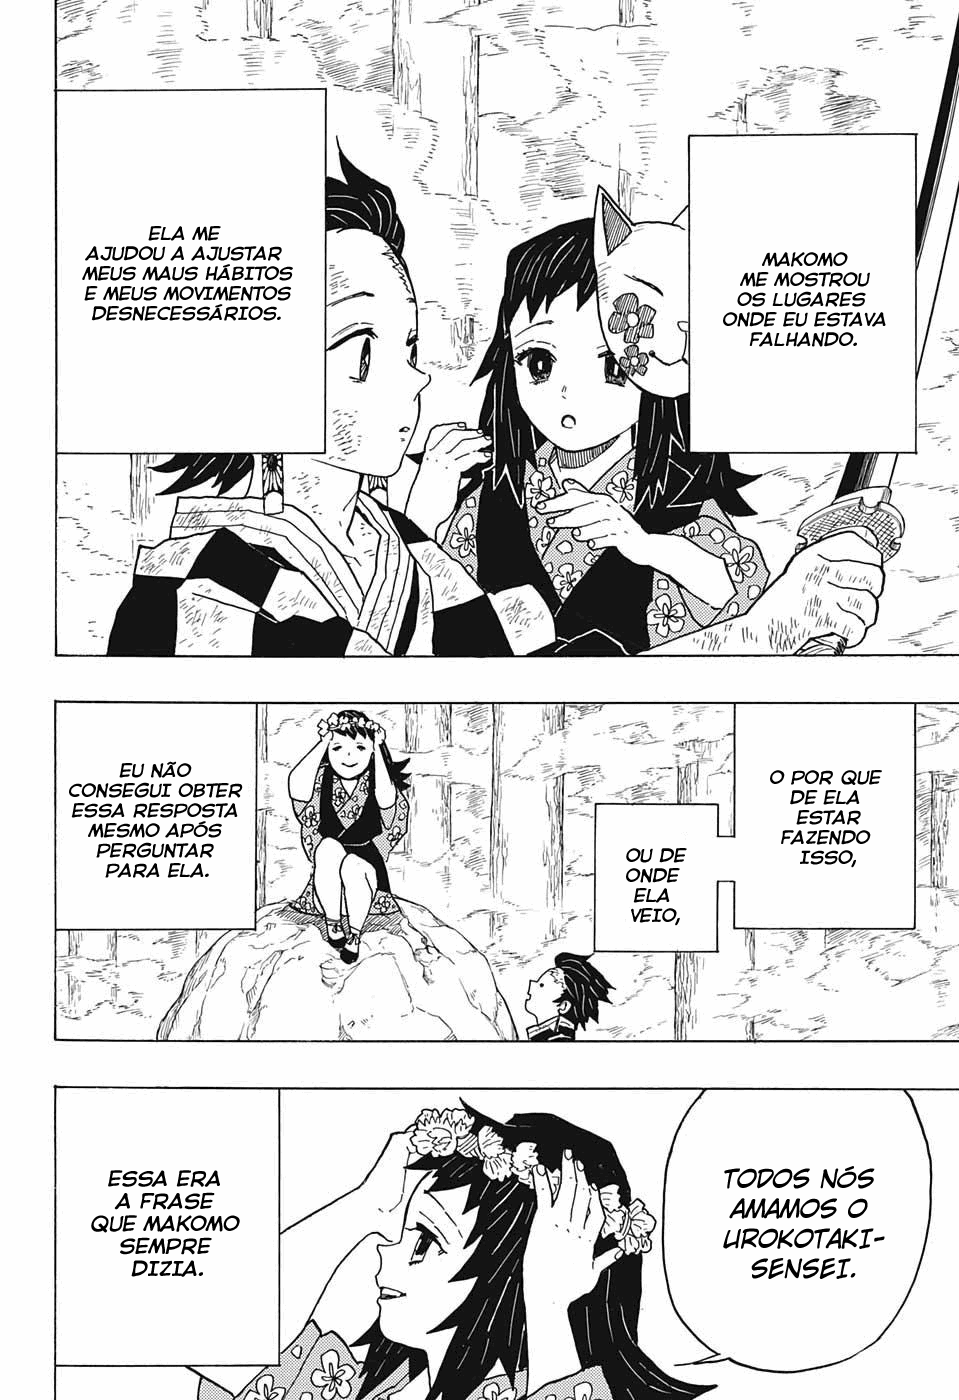 MAKOMO
ME MOSTROU
OS LUGARES
ONDE EU ESTAVA
FALHANDO.
ELA ME
AJUDOU A AJUSTAR
MEUS MAUS HÁBITOS
E MEUS MOVIMENTOS
DESNECESSÁRIOS.
O POR QUE
DE ELA
ESTAR
FAZENDO
ISSO,
OU DE
ONDE
ELA
VEIO,
EU NÃO
CONSEGUI OBTER
ESSA RESPOSTA
MESMO APÓS
PERGUNTAR
PARA ELA.
TODOS NÓS
AMAMOS O
UROKOTAKI-
SENSEI.
ESSA ERA
A FRASE
QUE MAKOMO
SEMPRE
DIZIA.